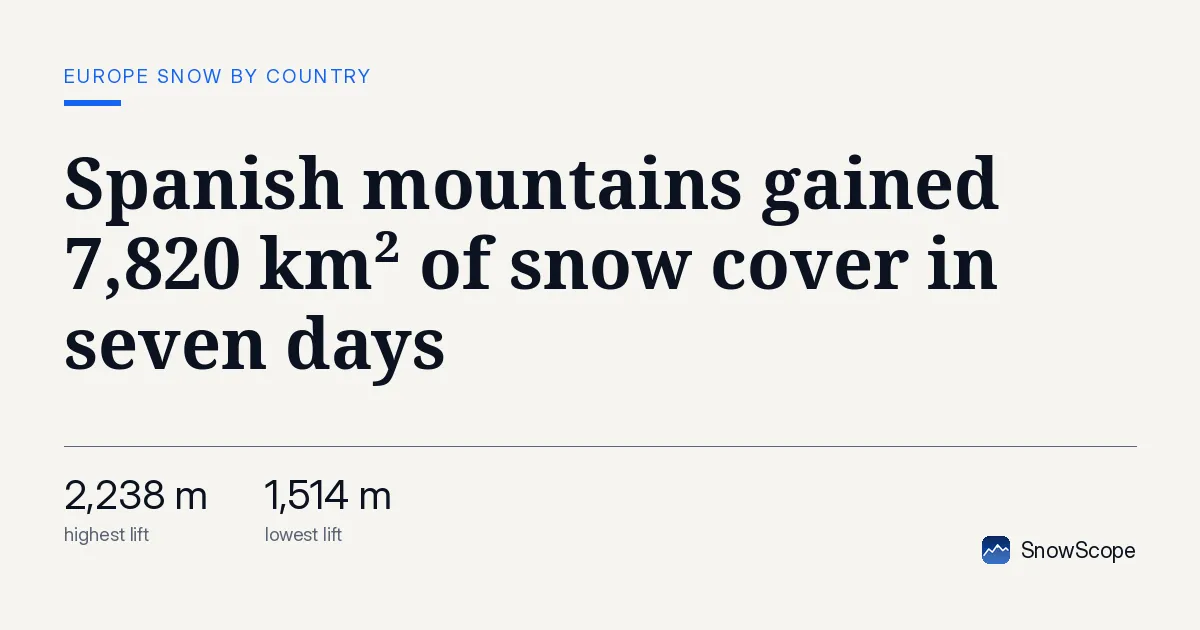 EUROPE SNOW BY COUNTRY
Spanish mountains gained
7,820 km² of snow cover in
seven days
2,238 m
highest lift
1,514 m
lowest lift
SnowScope